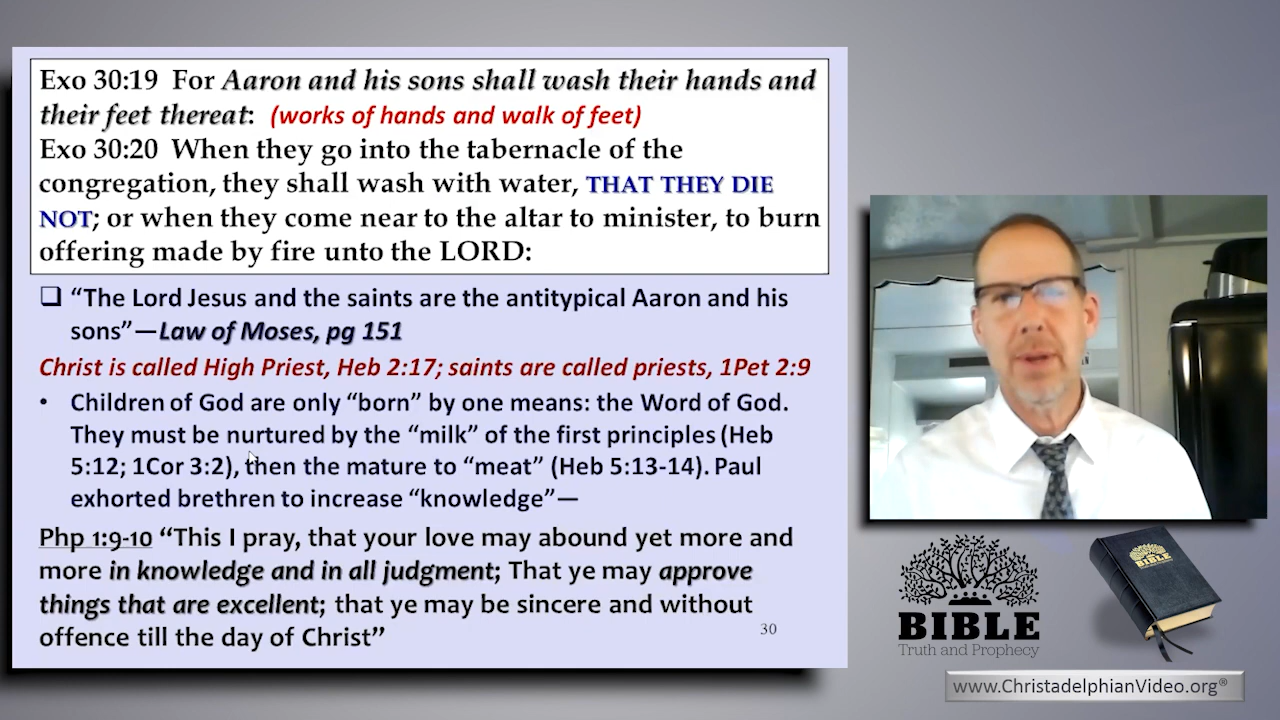 Exo 30:19 For Aaron and his sons shall wash their hands and
their feet thereat: (works of hands and walk of feet)
Exo 30:20 When they go into the tabernacle of the
congregation, they shall wash with water, THAT THEY DIE
NOT; or when they come near to the altar to minister, to burn
offering made by fire unto the LORD:
❑ “The Lord Jesus and the saints are the antitypical Aaron and his
sons”—Law of Moses, pg 151
Christ is called High Priest, Heb 2:17; saints are called priests, 1Pet 2:9
• Children of God are only “born” by one means: the Word of God.
They must be nurtured by the “milk” of the first principles (Heb
5:12; 1Cor 3:2), then the mature to “meat” (Heb 5:13-14). Paul
exhorted brethren to increase “knowledge”—
Php 1:9-10 “This I pray, that your love may abound yet more and
more in knowledge and in all judgment; That ye may approve
things that are excellent; that ye may be sincere and without
offence till the day of Christ”
30
BIBLE
Truth and Prophecy
BIBLE
www.ChristadelphianVideo.org®